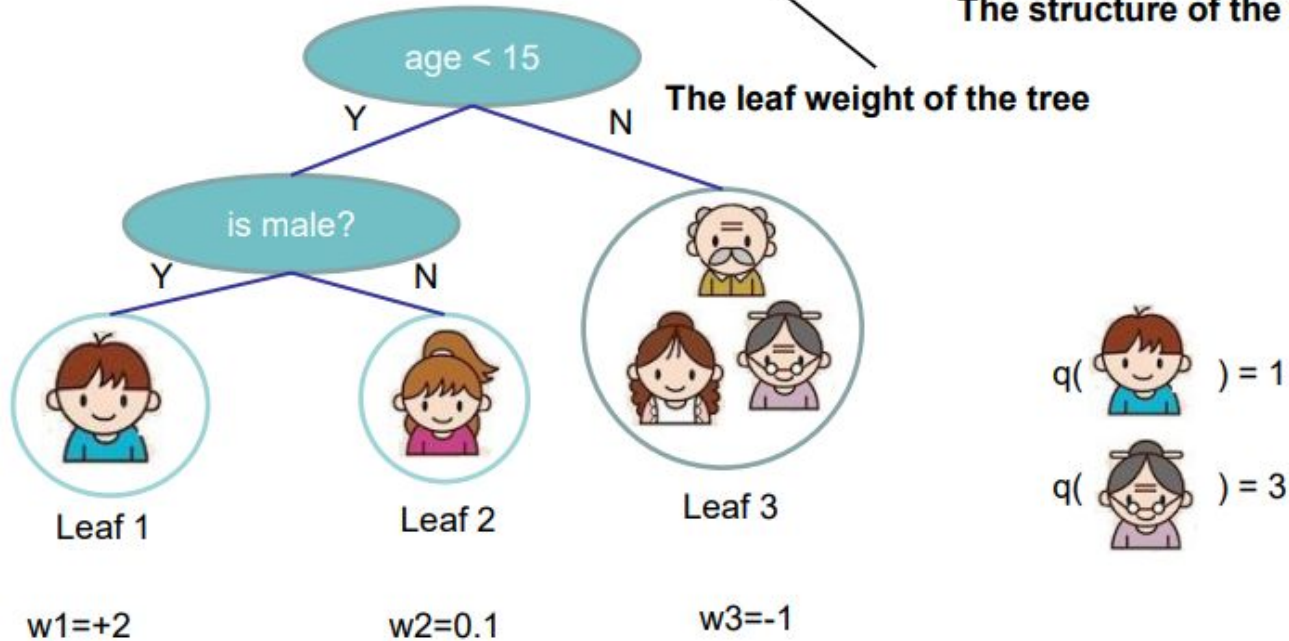 The structure of the
age < 15
The leaf weight of the tree
Y
N
is male?
Y
N
q( ) = 1
q( ) = 3
Leaf 1
Leaf 2
Leaf 3
w1=+2
w2=0.1
w3=-1